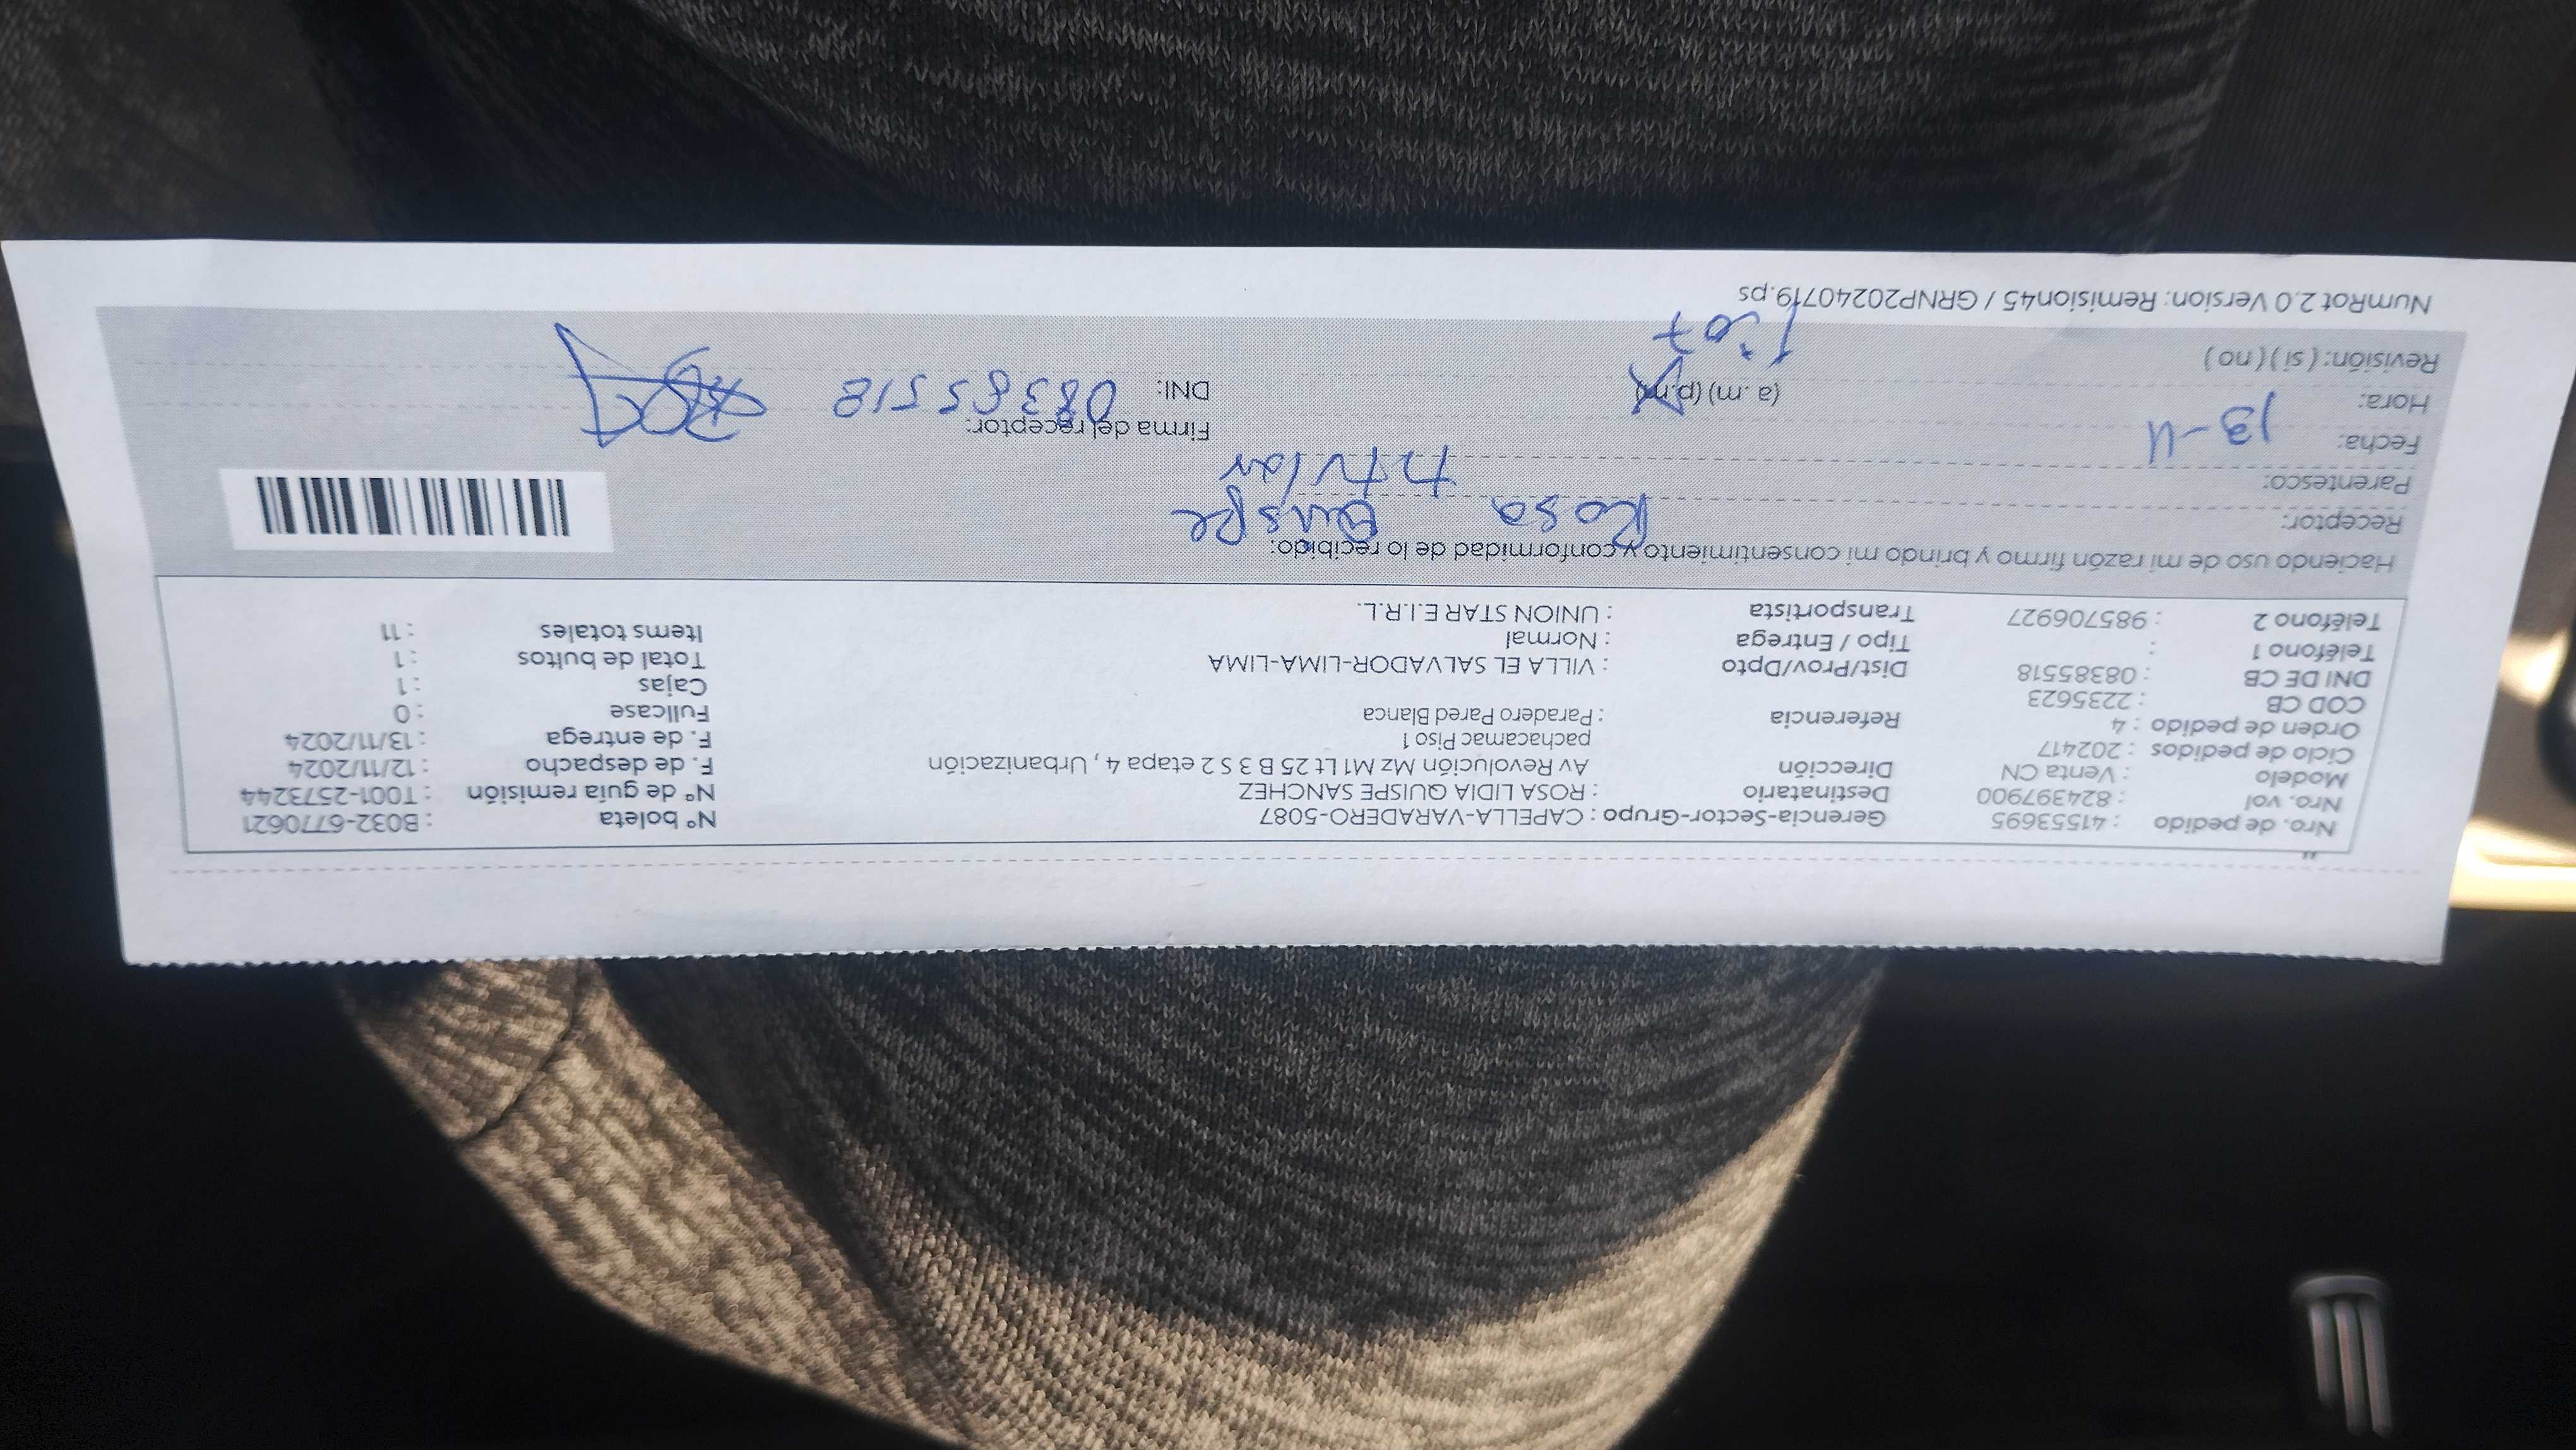 Nro. de pedido : 41553695 Gerencia-Sector-Grupo : CAPELLA-VARADERO-5087 N° boleta : B032-6770621
Nro. vol : 824397900 Destinatario : ROSA LIDIA QUISPE SANCHEZ N° de guía remisión : T001-2573244
Modelo : Venta CN Dirección Av Revolución Mz M1 Lt 25 B 3 S 2 etapa 4 , Urbanización F. de despacho : 12/11/2024
Ciclo de pedidos : 202417 pachacamac Piso 1 F. de entrega : 13/11/2024
Orden de pedido : 4 Referencia : Paradero Pared Blanca Fullcase : 0
COD CB : 2235623 Cajas : 1
DNI DE CB : 08385518 Dist/Prov/Dpto : VILLA EL SALVADOR-LIMA-LIMA Total de bultos : 1
Teléfono 1 : Tipo / Entrega : Normal Items totales : 11
Teléfono 2 : 985706927 Transportista : UNION STAR E.I.R.L.
Haciendo uso de mi razón firmo y brindo mi consentimiento y conformidad de lo recibido:
Receptor: Rosa Quispe
Parentesco: titular
Fecha: 13-11 Firma del receptor:
Hora: (a .m) (p.m) DNI: 08385518
1:07
Revisión: ( si ) ( no )
NumRot 2.0 Version: Remision45 / GRNP20240719.ps